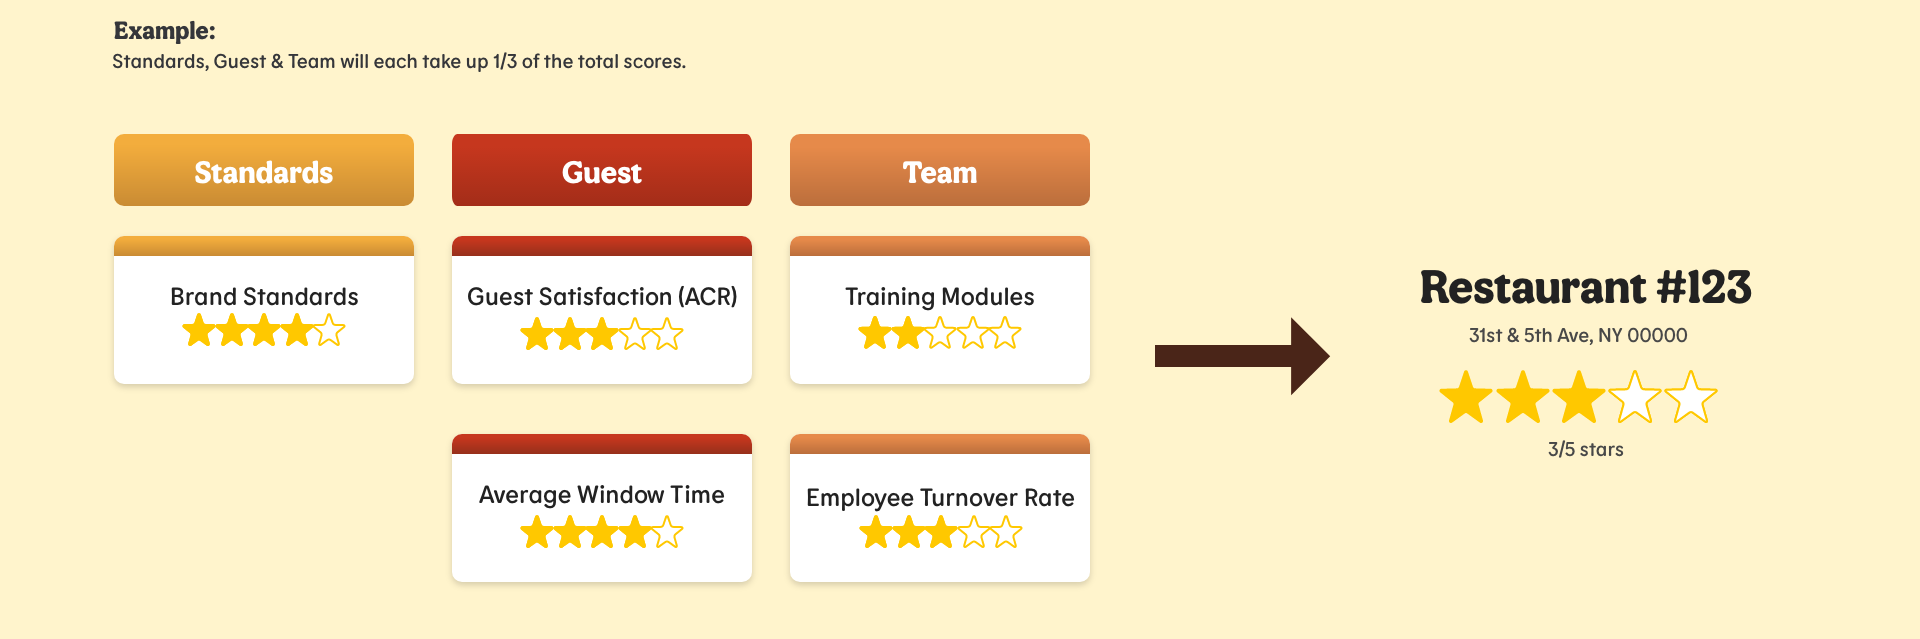 Example:
Standards, Guest & Team will each take up 1/3 of the total scores.
Standards
Guest
Team
Brand Standards
Guest Satisfaction (ACR)
Training Modules
Average Window Time
Employee Turnover Rate
Restaurant #123
31st & 5th Ave, NY 00000
3/5 stars